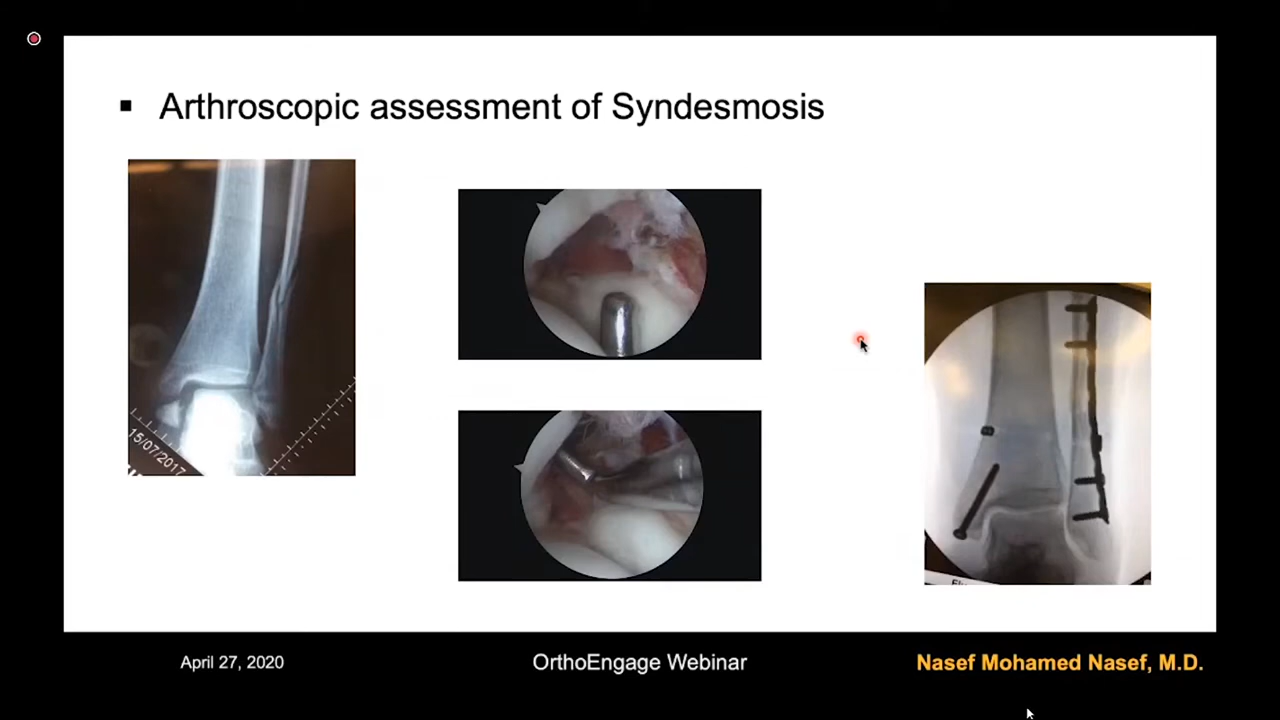 Arthroscopic assessment of Syndesmosis
15/07/2017
April 27, 2020
OrthoEngage Webinar
Nasef Mohamed Nasef, M.D.